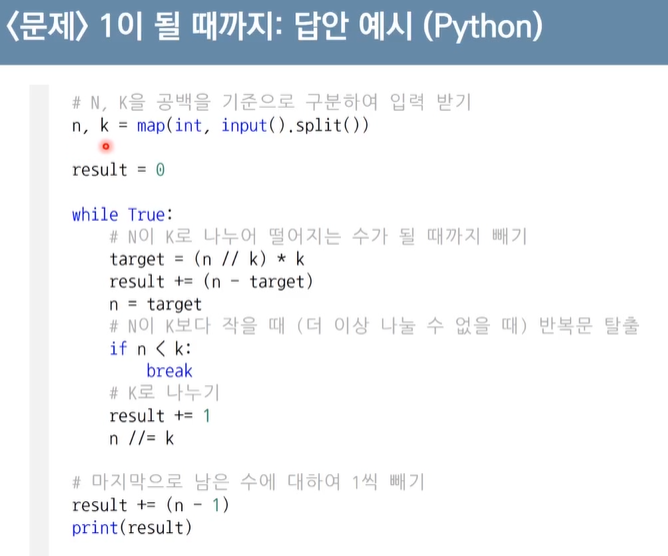 <문제> 1이 될 때까지: 답안 예시 (Python)
# N, K을 공백을 기준으로 구분하여 입력 받기
n, k = map(int, input().split())
result = 0
while True:
# N이 K로 나누어 떨어지는 수가 될 때까지 빼기
target = (n // k) * k
result += (n - target)
n = target
# N이 K보다 작을 때 (더 이상 나눌 수 없을 때) 반복문 탈출
if n < k:
break
# K로 나누기
result += 1
n //= k
# 마지막으로 남은 수에 대하여 1씩 빼기
result += (n - 1)
print(result)